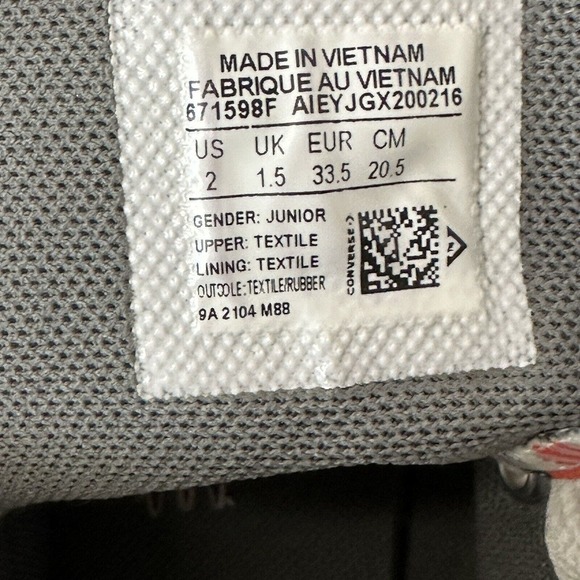 MADE IN VIETNAM
FABRIQUE AU VIETNAM
671598F AIEYJGX200216
US UK EUR CM
2 1.5 33.5 20.5
GENDER: JUNIOR
UPPER: TEXTILE
LINING: TEXTILE
OUTSOLE:TEXTILE/RUBBER
9A 2104 M88
CONVERSE